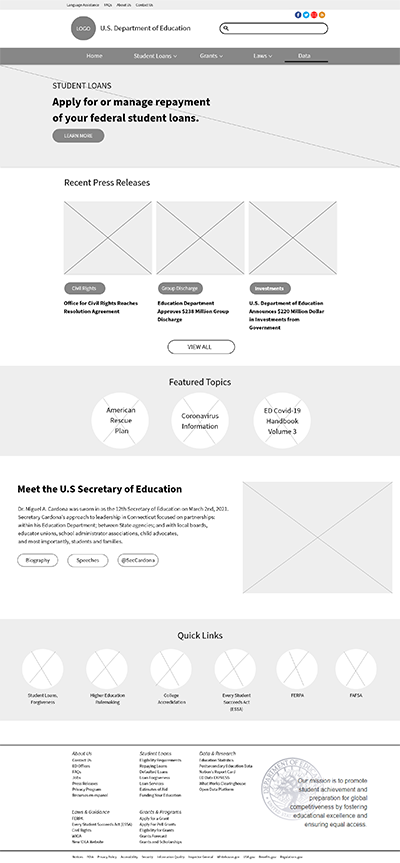 Language Assistance FAQs About Us Contact Us
LOGO
U.S. Department of Education
Home Student Loans Grants Laws Data
STUDENT LOANS
Apply for or manage repayment
of your federal student loans.
LEARN MORE
Recent Press Releases
Civil Rights
Office for Civil Rights Reaches
Resolution Agreement
Group Discharge
Education Department
Approves $238 Million Group
Discharge
Investments
U.S. Department of Education
Announces $220 Million Dollar
in Investments from
Government
VIEW ALL
Featured Topics
American
Rescue
Plan
Coronavirus
Information
ED Covid-19
Handbook
Volume 3
Meet the U.S Secretary of Education
Dr. Miguel A. Cardona was sworn in as the 12th Secretary of Education on March 2nd, 2021.
Secretary Cardona's approach to leadership in Connecticut focused on partnerships:
within his Education Department; between State agencies; and with local boards,
educator unions, school administrator associations, child advocates,
and most importantly, students and families.
Biography Speeches @SecCardona
Quick Links
Student Loans,
Forgiveness
Higher Education
Rulemaking
College
Accreditation
Every Student
Succeeds Act
(ESSA)
FERPA
FAFSA
About Us
Contact Us
ED Offices
FAQs
Jobs
Press Releases
Privacy Program
Student Loans
Eligibility Requirements
Repaying Loans
Defaulted Loans
Loan Forgiveness
Loan Servicers
Estimates of Aid
Funding Your Education
Data & Research
Education Statistics
Postsecondary Education Data
Nation's Report Card
ED Data EXPRESS
What Works Clearinghouse
Open Data Platform
Laws & Guidance
FERPA
Every Student Succeeds Act (ESSA)
Civil Rights
New IDEA Website
Grants & Programs
Apply for a Grant
Apply for Pell Grants
Eligibility for Grants
Grants Forecast
Grants and Scholarships
Our mission is to promote
student achievement and
preparation for global
competitiveness by fostering
educational excellence and
ensuring equal access.
Notices FOIA Privacy Policy Accessibility Security Information Quality Inspector General Whitehouse.gov USA.gov Benefits.gov Regulations.gov